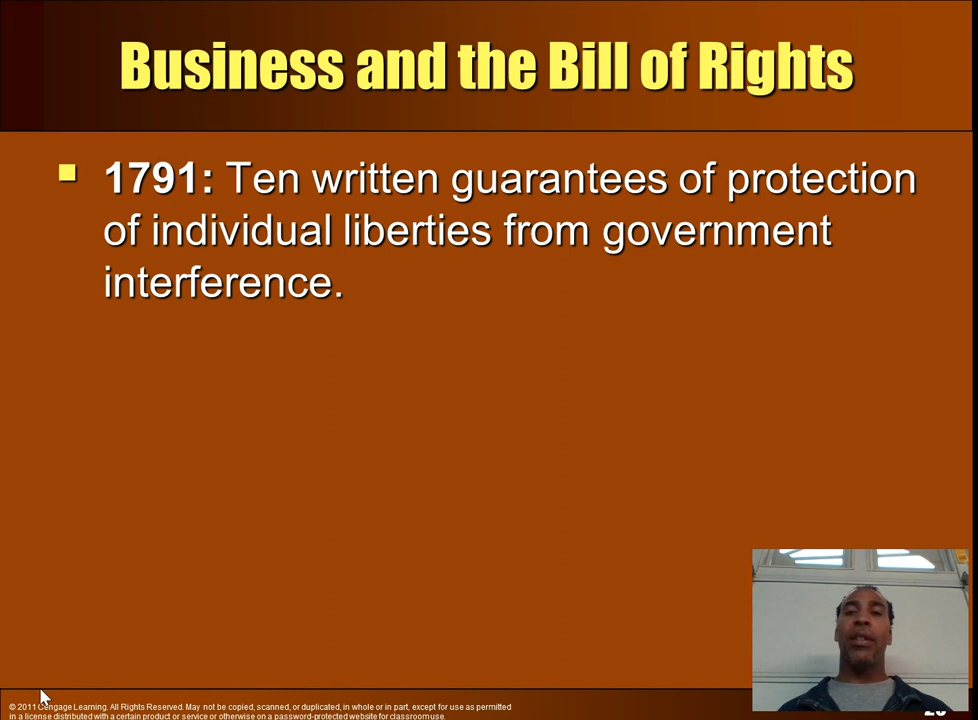 Business and the Bill of Rights
1791: Ten written guarantees of protection
of individual liberties from government
interference.
© 2011 Cengage Learning. All Rights Reserved. May not be copied, scanned, or duplicated, in whole or in part, except for use as permitted
in a license distributed with a certain product or service or otherwise on a password-protected website for classroom use.